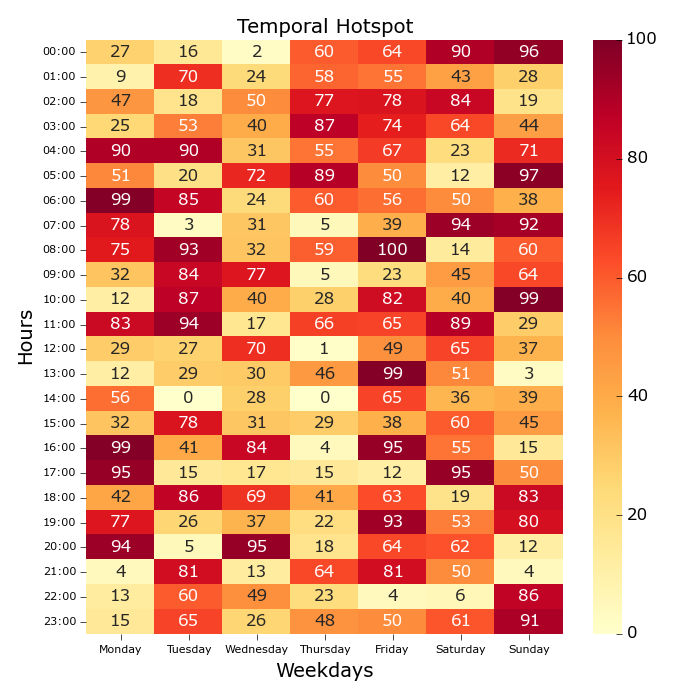 Temporal Hotspot
00:00 27 16 2 60 64 90 96
01:00 9 70 24 58 55 43 28
02:00 47 18 50 77 78 84 19
03:00 25 53 40 87 74 64 44
04:00 90 90 31 55 67 23 71
05:00 51 20 72 89 50 12 97
06:00 99 85 24 60 56 50 38
07:00 78 3 31 5 39 94 92
08:00 75 93 32 59 100 14 60
09:00 32 84 77 5 23 45 64
10:00 12 87 40 28 82 40 99
11:00 83 94 17 66 65 89 29
12:00 29 27 70 1 49 65 37
13:00 12 29 30 46 99 51 3
14:00 56 0 28 0 65 36 39
15:00 32 78 31 29 38 60 45
16:00 99 41 84 4 95 55 15
17:00 95 15 17 15 12 95 50
18:00 42 86 69 41 63 19 83
19:00 77 26 37 22 93 53 80
20:00 94 5 95 18 64 62 12
21:00 4 81 13 64 81 50 4
22:00 13 60 49 23 4 6 86
23:00 15 65 26 48 50 61 91
Monday Tuesday Wednesday Thursday Friday Saturday Sunday
Weekdays
Hours
100
80
60
40
20
0